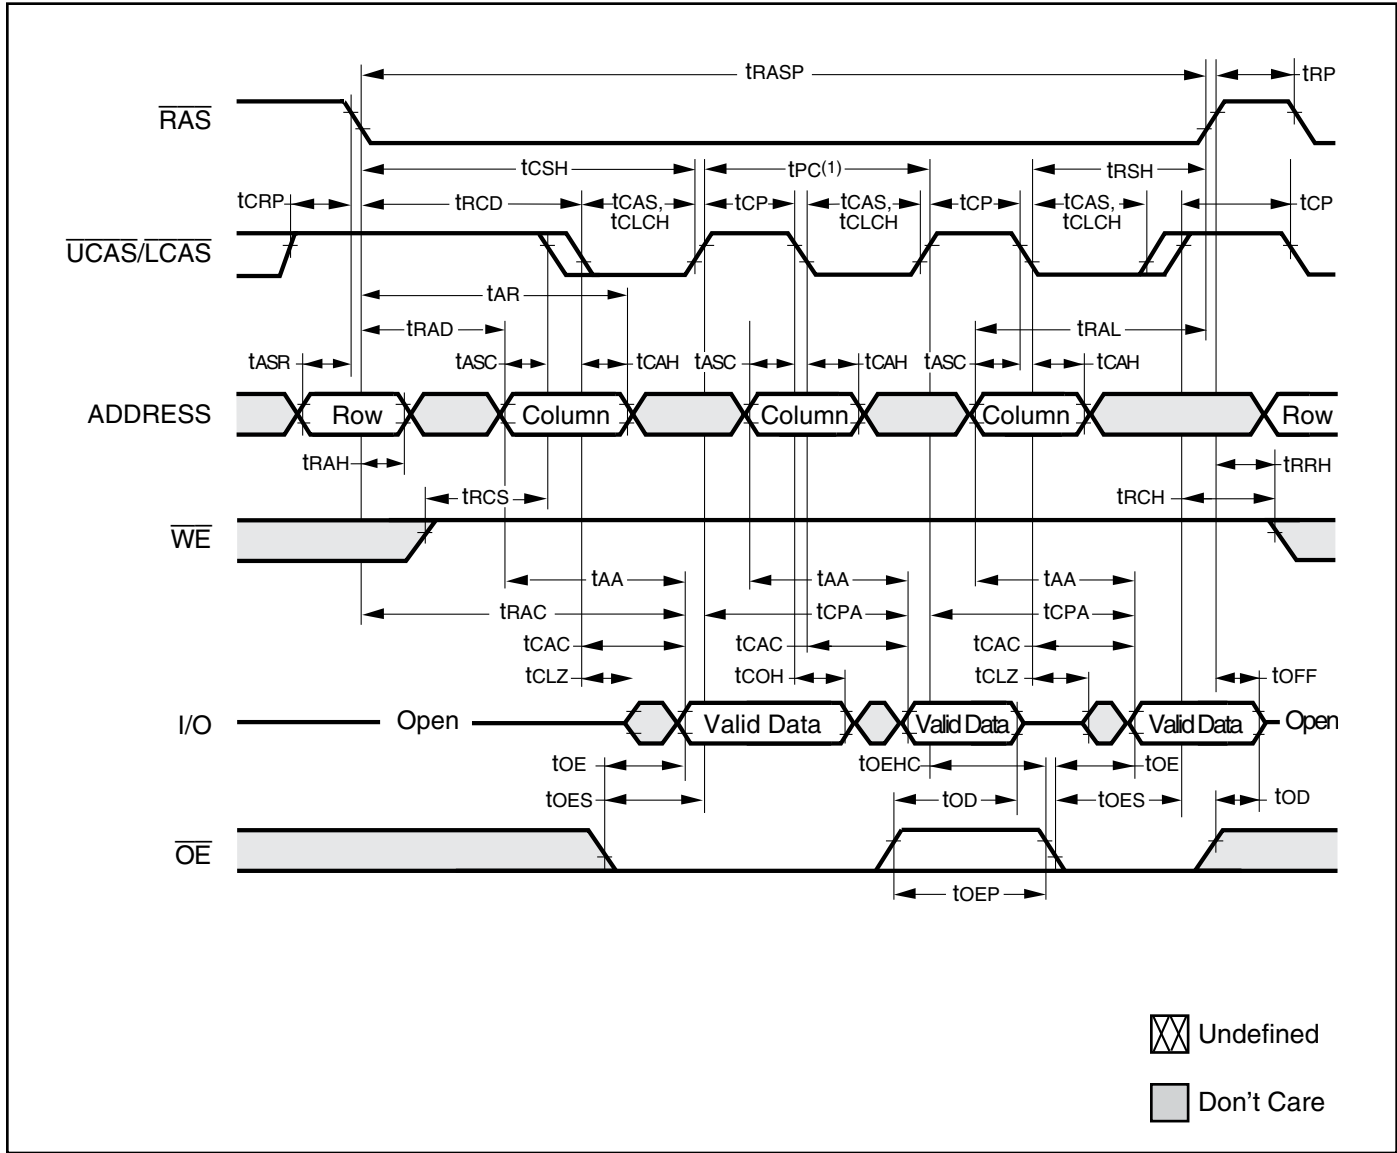 tRASP tRP
RAS
tCSH tPC(1) tRSH
tCRP tRCD tCAS, tCLCH tCP tCAS, tCLCH tCP tCAS, tCLCH tCP
UCAS/LCAS
tAR
tRAD tRAL
tASR tASC tCAH tASC tCAH tASC tCAH
ADDRESS Row Column Column Column Row
tRAH tRRH
tRCS tRCH
WE
tAA tAA tAA
tRAC tCPA tCPA
tCAC tCAC tCAC
tCLZ tCOH tCLZ tOFF
I/O Open Valid Data Valid Data Valid Data Open
tOE tOEHC tOE
tOES tOD tOES tOD
OE
tOEP
Undefined
Don't Care